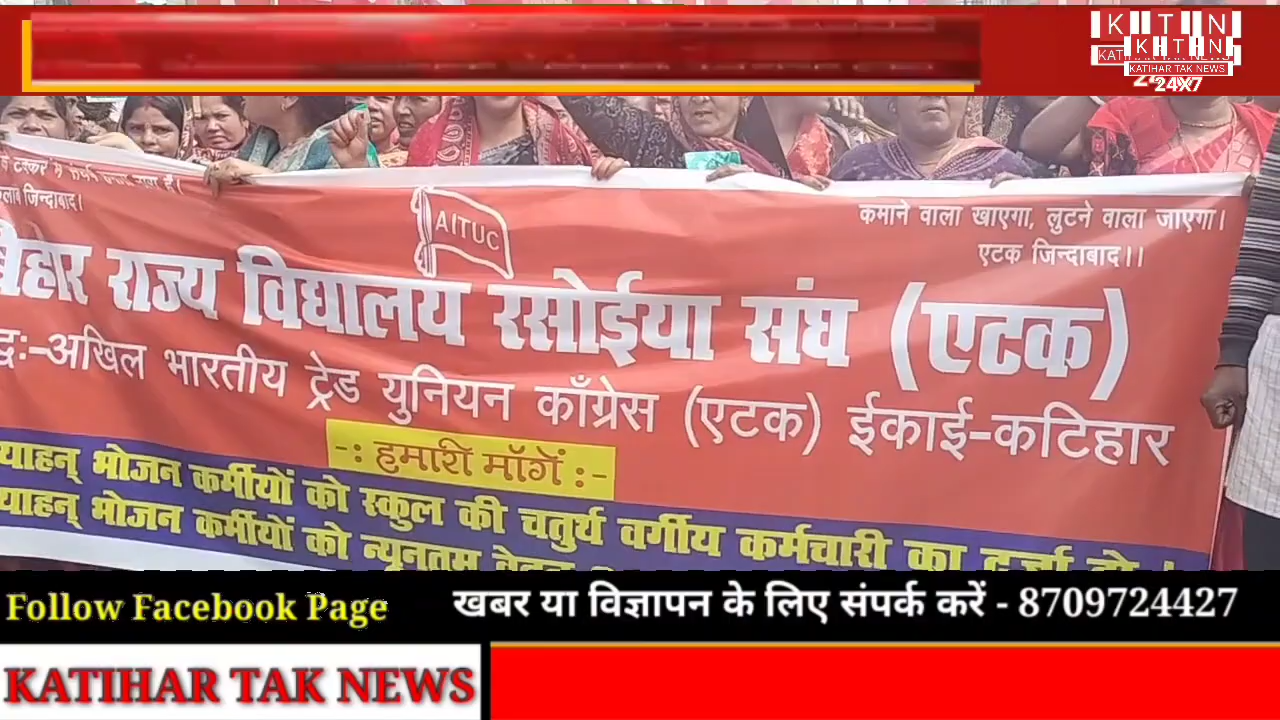 KTN
KATIHAR TAK NEWS
24X7
जिन्दाबाद।
AITUC
कमाने वाला खाएगा, लुटने वाला जाएगा।
एटक जिन्दाबाद।।
बिहार राज्य विद्यालय रसोईया संघ (एटक)
अखिल भारतीय ट्रेड युनियन काँग्रेस (एटक) ईकाई-कटिहार
-: हमारी माँगें :-
भोजन कर्मीयों को स्कुल की चतुर्थ वर्गीय कर्मचारी का दर्जा दो।
भोजन कर्मीयों को न्यूनतम वेतन
Follow Facebook Page
खबर या विज्ञापन के लिए संपर्क करें - 8709724427
KATIHAR TAK NEWS